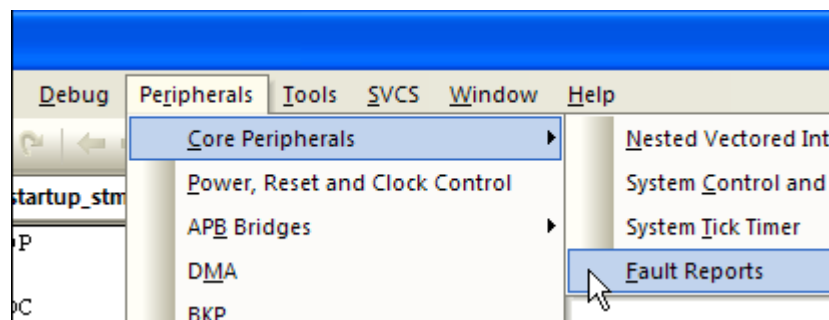 Debug Peripherals Tools SVCS Window Help
Core Peripherals
Nested Vectored Int
Power, Reset and Clock Control
System Control and
startup_stm
APB Bridges
System Tick Timer
DMA
Fault Reports
BKP